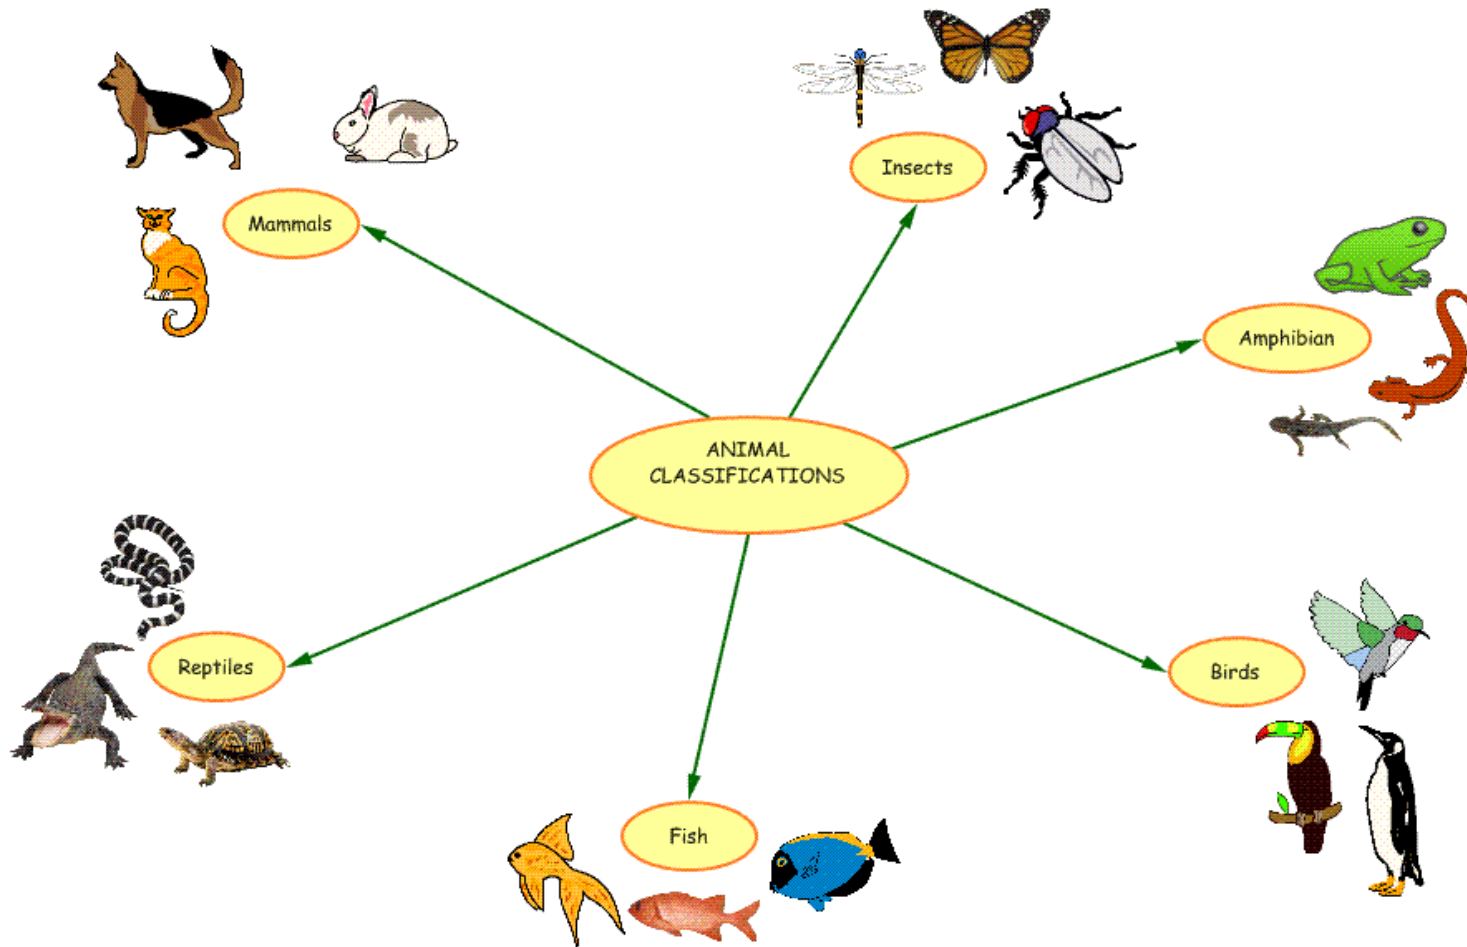 Insects
Mammals
Amphibian
ANIMAL
CLASSIFICATIONS
Reptiles
Birds
Fish